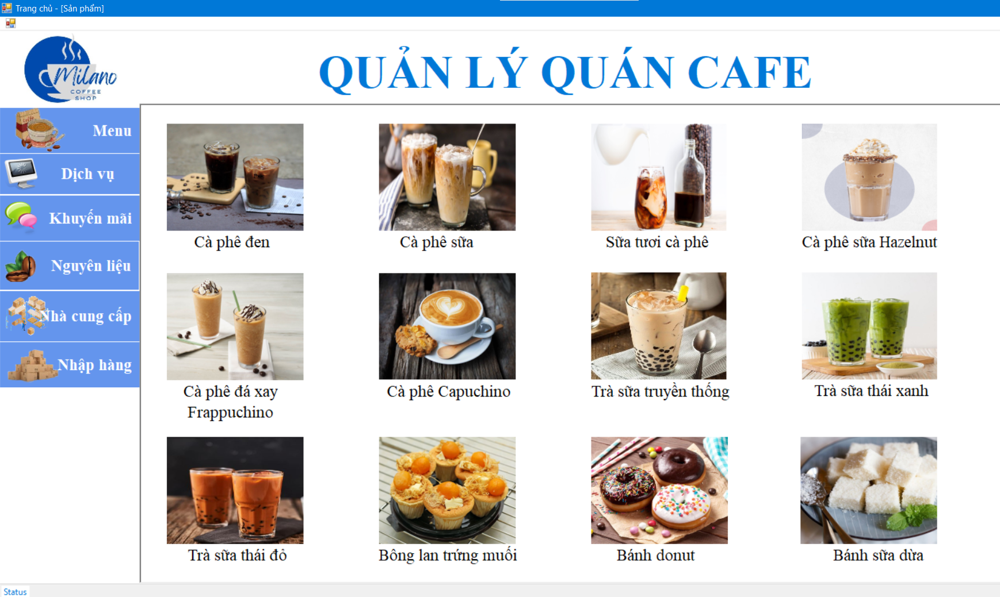 Trang chủ - [Sản phẩm]
Milano
COFFEE
SHOP
QUẢN LÝ QUÁN CAFE
Menu
Dịch vụ
Khuyến mãi
Nguyên liệu
Nhà cung cấp
Nhập hàng
Cà phê đen
Cà phê sữa
Sữa tươi cà phê
Cà phê sữa Hazelnut
Cà phê đá xay
Frappuchino
Cà phê Capuchino
Trà sữa truyền thống
Trà sữa thái xanh
Trà sữa thái đỏ
Bông lan trứng muối
Bánh donut
Bánh sữa dừa
Status